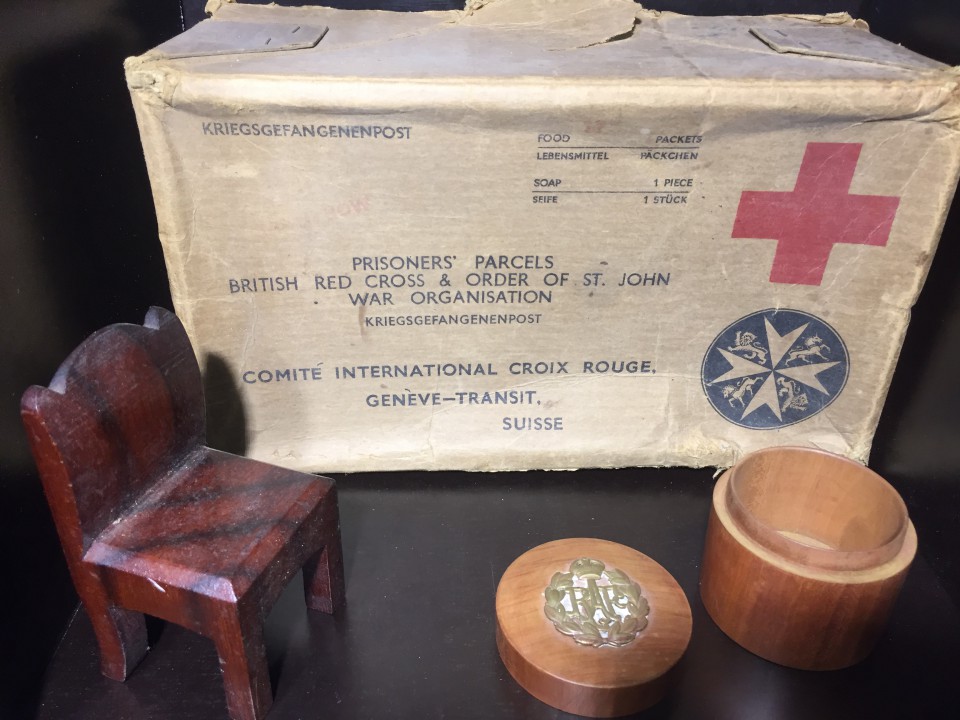 KRIEGSGEFANGENENPOST
FOOD PACKETS
LEBENSMITTEL PÄCKCHEN
SOAP 1 PIECE
SEIFE 1 STÜCK
PRISONERS' PARCELS
BRITISH RED CROSS & ORDER OF ST. JOHN
WAR ORGANISATION
KRIEGSGEFANGENENPOST
COMITÉ INTERNATIONAL CROIX ROUGE,
GENÈVE—TRANSIT,
SUISSE
RAF